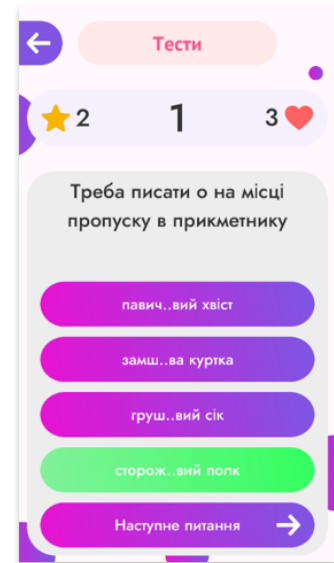 Тести
2 1 3
Треба писати о на місці
пропуску в прикметнику
павич..вий хвіст
замш..ва куртка
груш..вий сік
сторож..вий полк
Наступне питання